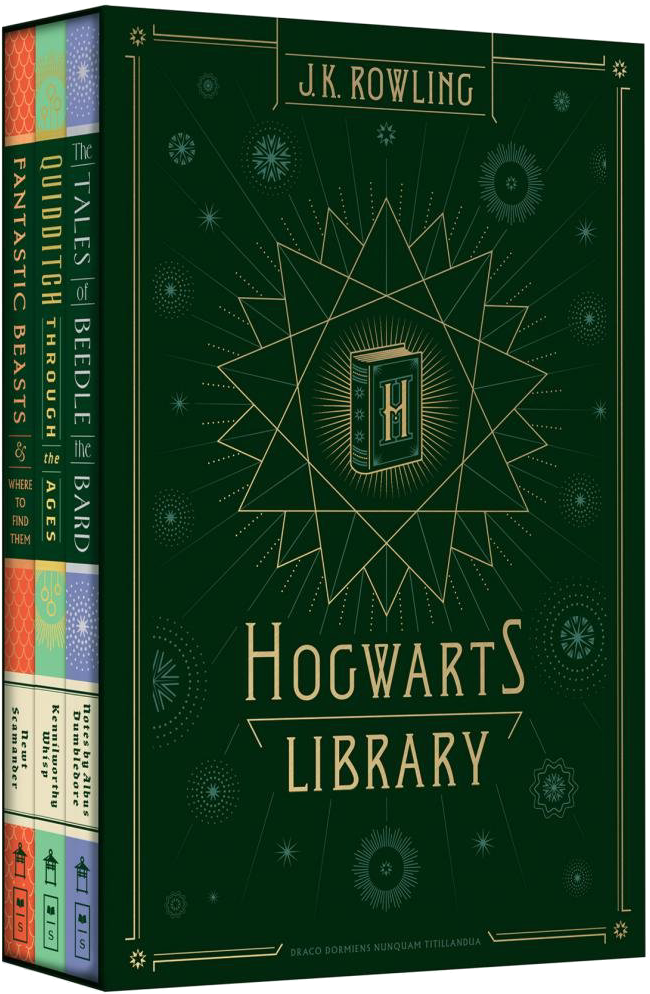 J.K. ROWLING
H
HOGWARTS
LIBRARY
DRACO DORMIENS NUNQUAM TITILLANDUA
FANTASTIC BEASTS & WHERE
TO
FIND
THEM
Newt
Scamander
S
QUIDDITCH THROUGH the AGES
Kennilworthy
Whisp
S
The TALES of BEEDLE the BARD
Notes by Albus
Dumbledore
S